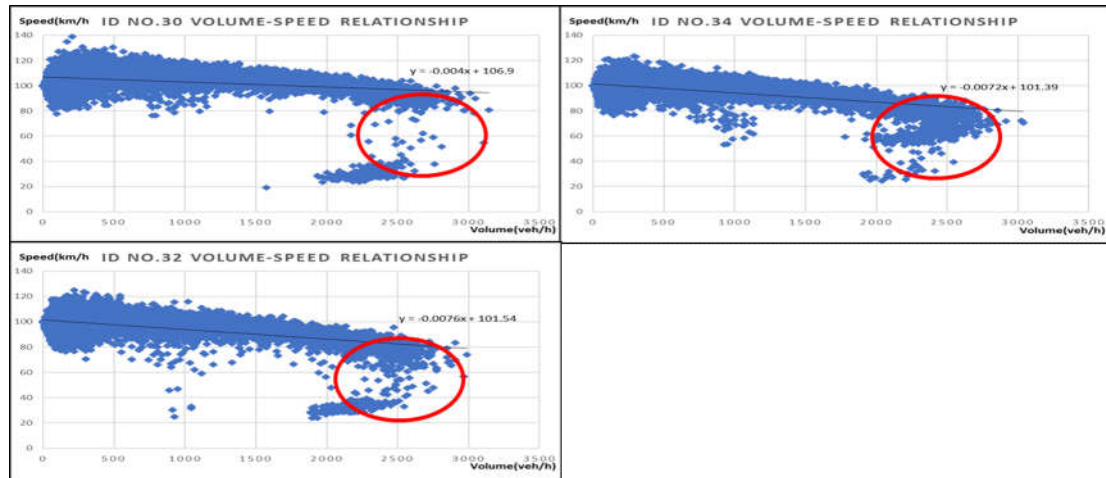 Speed(km/h ID NO.30 VOLUME-SPEED RELATIONSHIP
140
120
100
80
60
40
20
0
y = -0.004x + 106.9
0 500 1000 1500 2000 2500 3000 3500
Volume(veh/h)
Speed(km/h ID NO.34 VOLUME-SPEED RELATIONSHIP
140
120
100
80
60
40
20
0
y = -0.0072x + 101.39
0 500 1000 1500 2000 2500 3000 3500
Volume(veh/h)
Speed(km/h ID NO.32 VOLUME-SPEED RELATIONSHIP
140
120
100
80
60
40
20
0
y = -0.0076x + 101.54
0 500 1000 1500 2000 2500 3000 3500
Volume(veh/h)